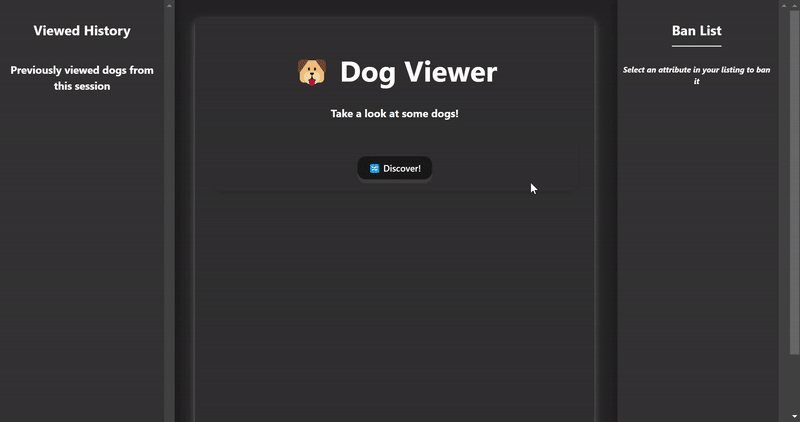 Viewed History
Previously viewed dogs from
this session
Dog Viewer
Take a look at some dogs!
Discover!
Ban List
Select an attribute in your listing to ban
it